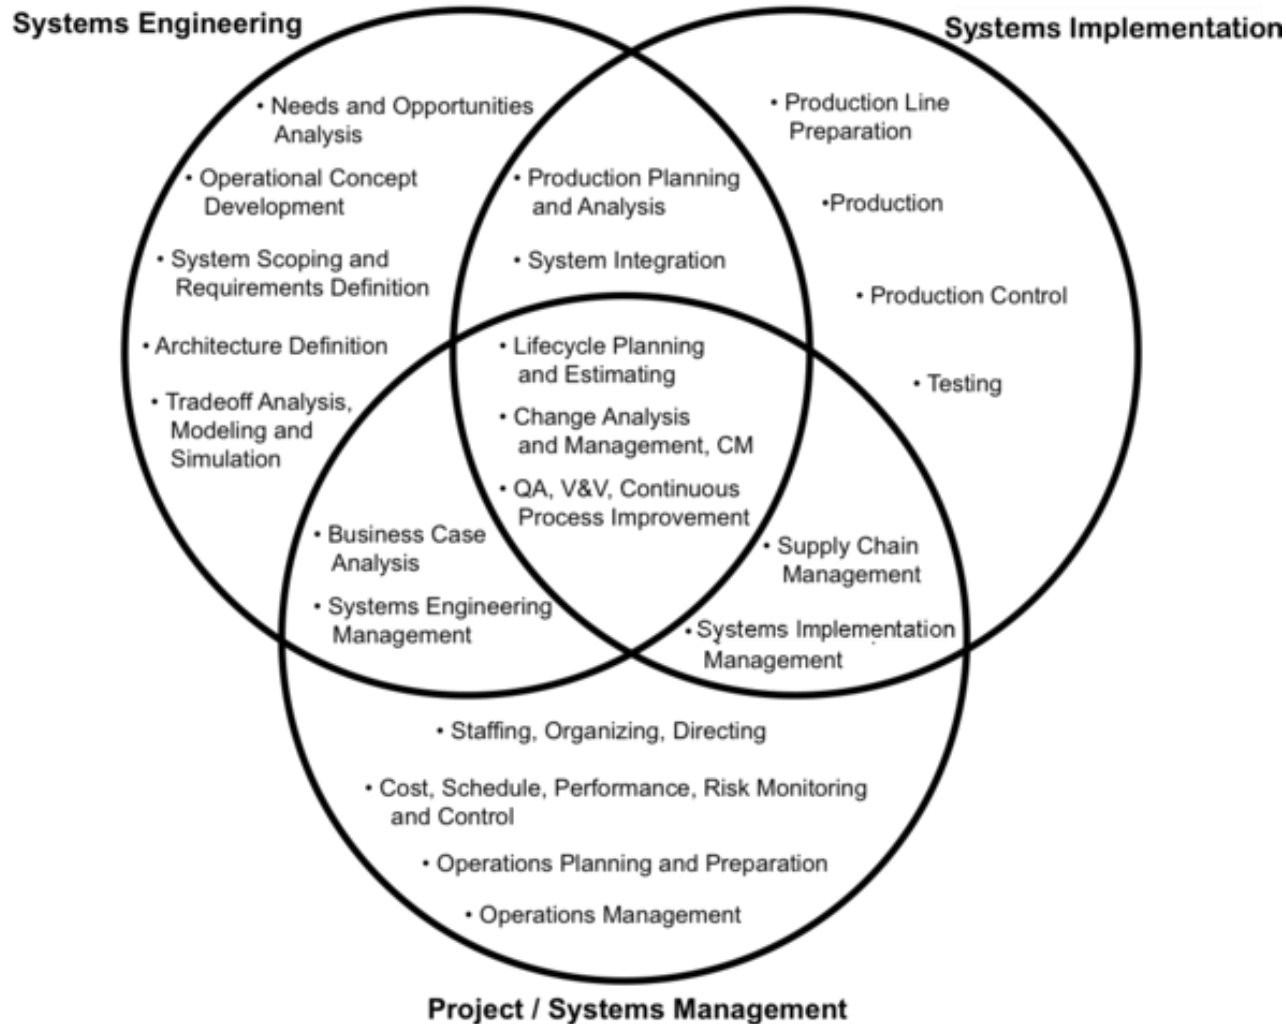 Systems Engineering
Systems Implementation
• Needs and Opportunities
Analysis
• Operational Concept
Development
• System Scoping and
Requirements Definition
• Architecture Definition
• Tradeoff Analysis,
Modeling and
Simulation
• Production Planning
and Analysis
• System Integration
• Production Line
Preparation
•Production
• Production Control
• Testing
• Lifecycle Planning
and Estimating
• Change Analysis
and Management, CM
• QA, V&V, Continuous
Process Improvement
• Business Case
Analysis
• Systems Engineering
Management
• Supply Chain
Management
• Systems Implementation
Management
• Staffing, Organizing, Directing
• Cost, Schedule, Performance, Risk Monitoring
and Control
• Operations Planning and Preparation
• Operations Management
Project / Systems Management